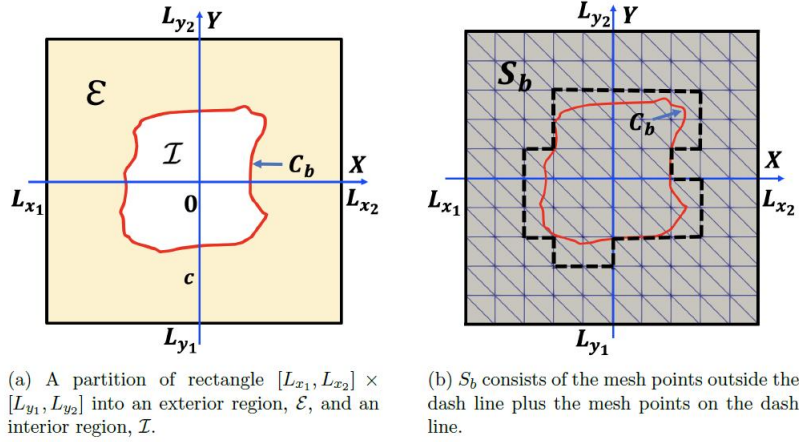 L_{y_2} Y
ℰ
ℐ
C_b
X
L_{x_1}
0
L_{x_2}
c
L_{y_1}
L_{y_2} Y
S_b
C_b
X
L_{x_1}
L_{x_2}
L_{y_1}
(a) A partition of rectangle [L_{x_1}, L_{x_2}] ×
[L_{y_1}, L_{y_2}] into an exterior region, ℰ, and an
interior region, ℐ.
(b) S_b consists of the mesh points outside the
dash line plus the mesh points on the dash
line.